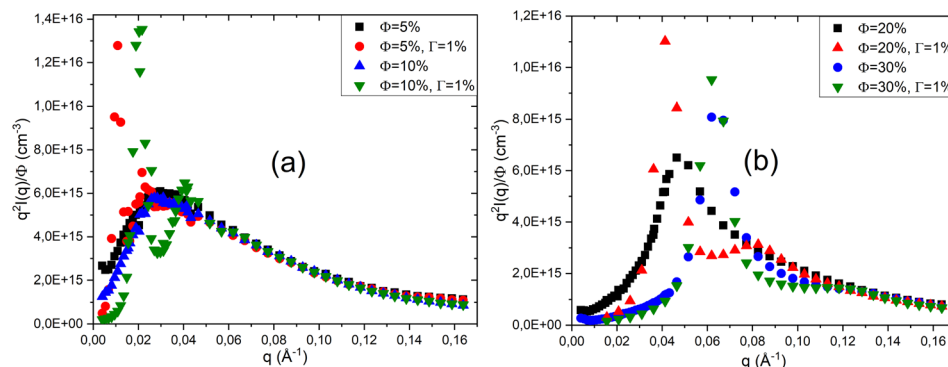 1,4E+16
1,2E+16
1,0E+16
8,0E+15
6,0E+15
4,0E+15
2,0E+15
0,0E+00
q²I(q)/Φ (cm⁻³)
0,00 0,02 0,04 0,06 0,08 0,10 0,12 0,14 0,16
q (Å⁻¹)
(a)
Φ=5%
Φ=5%, Γ=1%
Φ=10%
Φ=10%, Γ=1%
1,2E+16
1,0E+16
8,0E+15
6,0E+15
4,0E+15
2,0E+15
0,0E+00
q²I(q)/Φ (cm⁻³)
0,00 0,02 0,04 0,06 0,08 0,10 0,12 0,14 0,16
q (Å⁻¹)
(b)
Φ=20%
Φ=20%, Γ=1%
Φ=30%
Φ=30%, Γ=1%